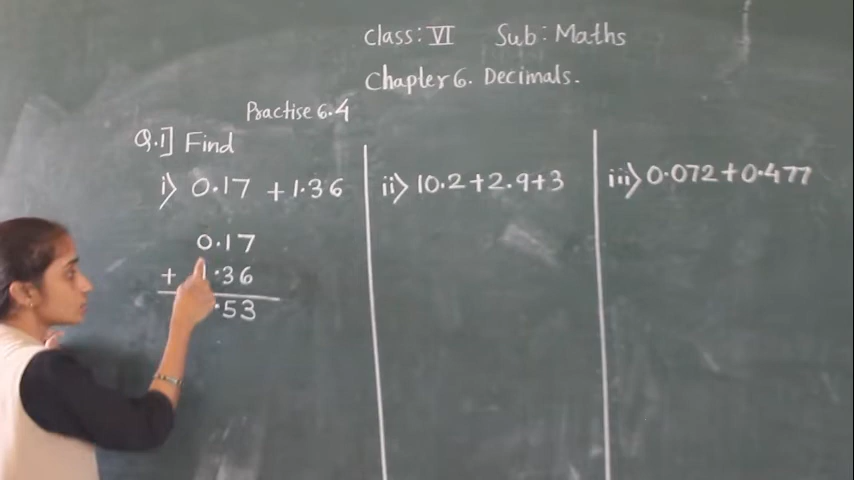 Class: VI Sub: Maths
Chapter 6. Decimals.
Practise 6.4
Q.1] Find
i> 0.17 + 1.36
0.17
+ 1.36
.53
ii> 10.2+2.9+3
iii> 0.072+0.477